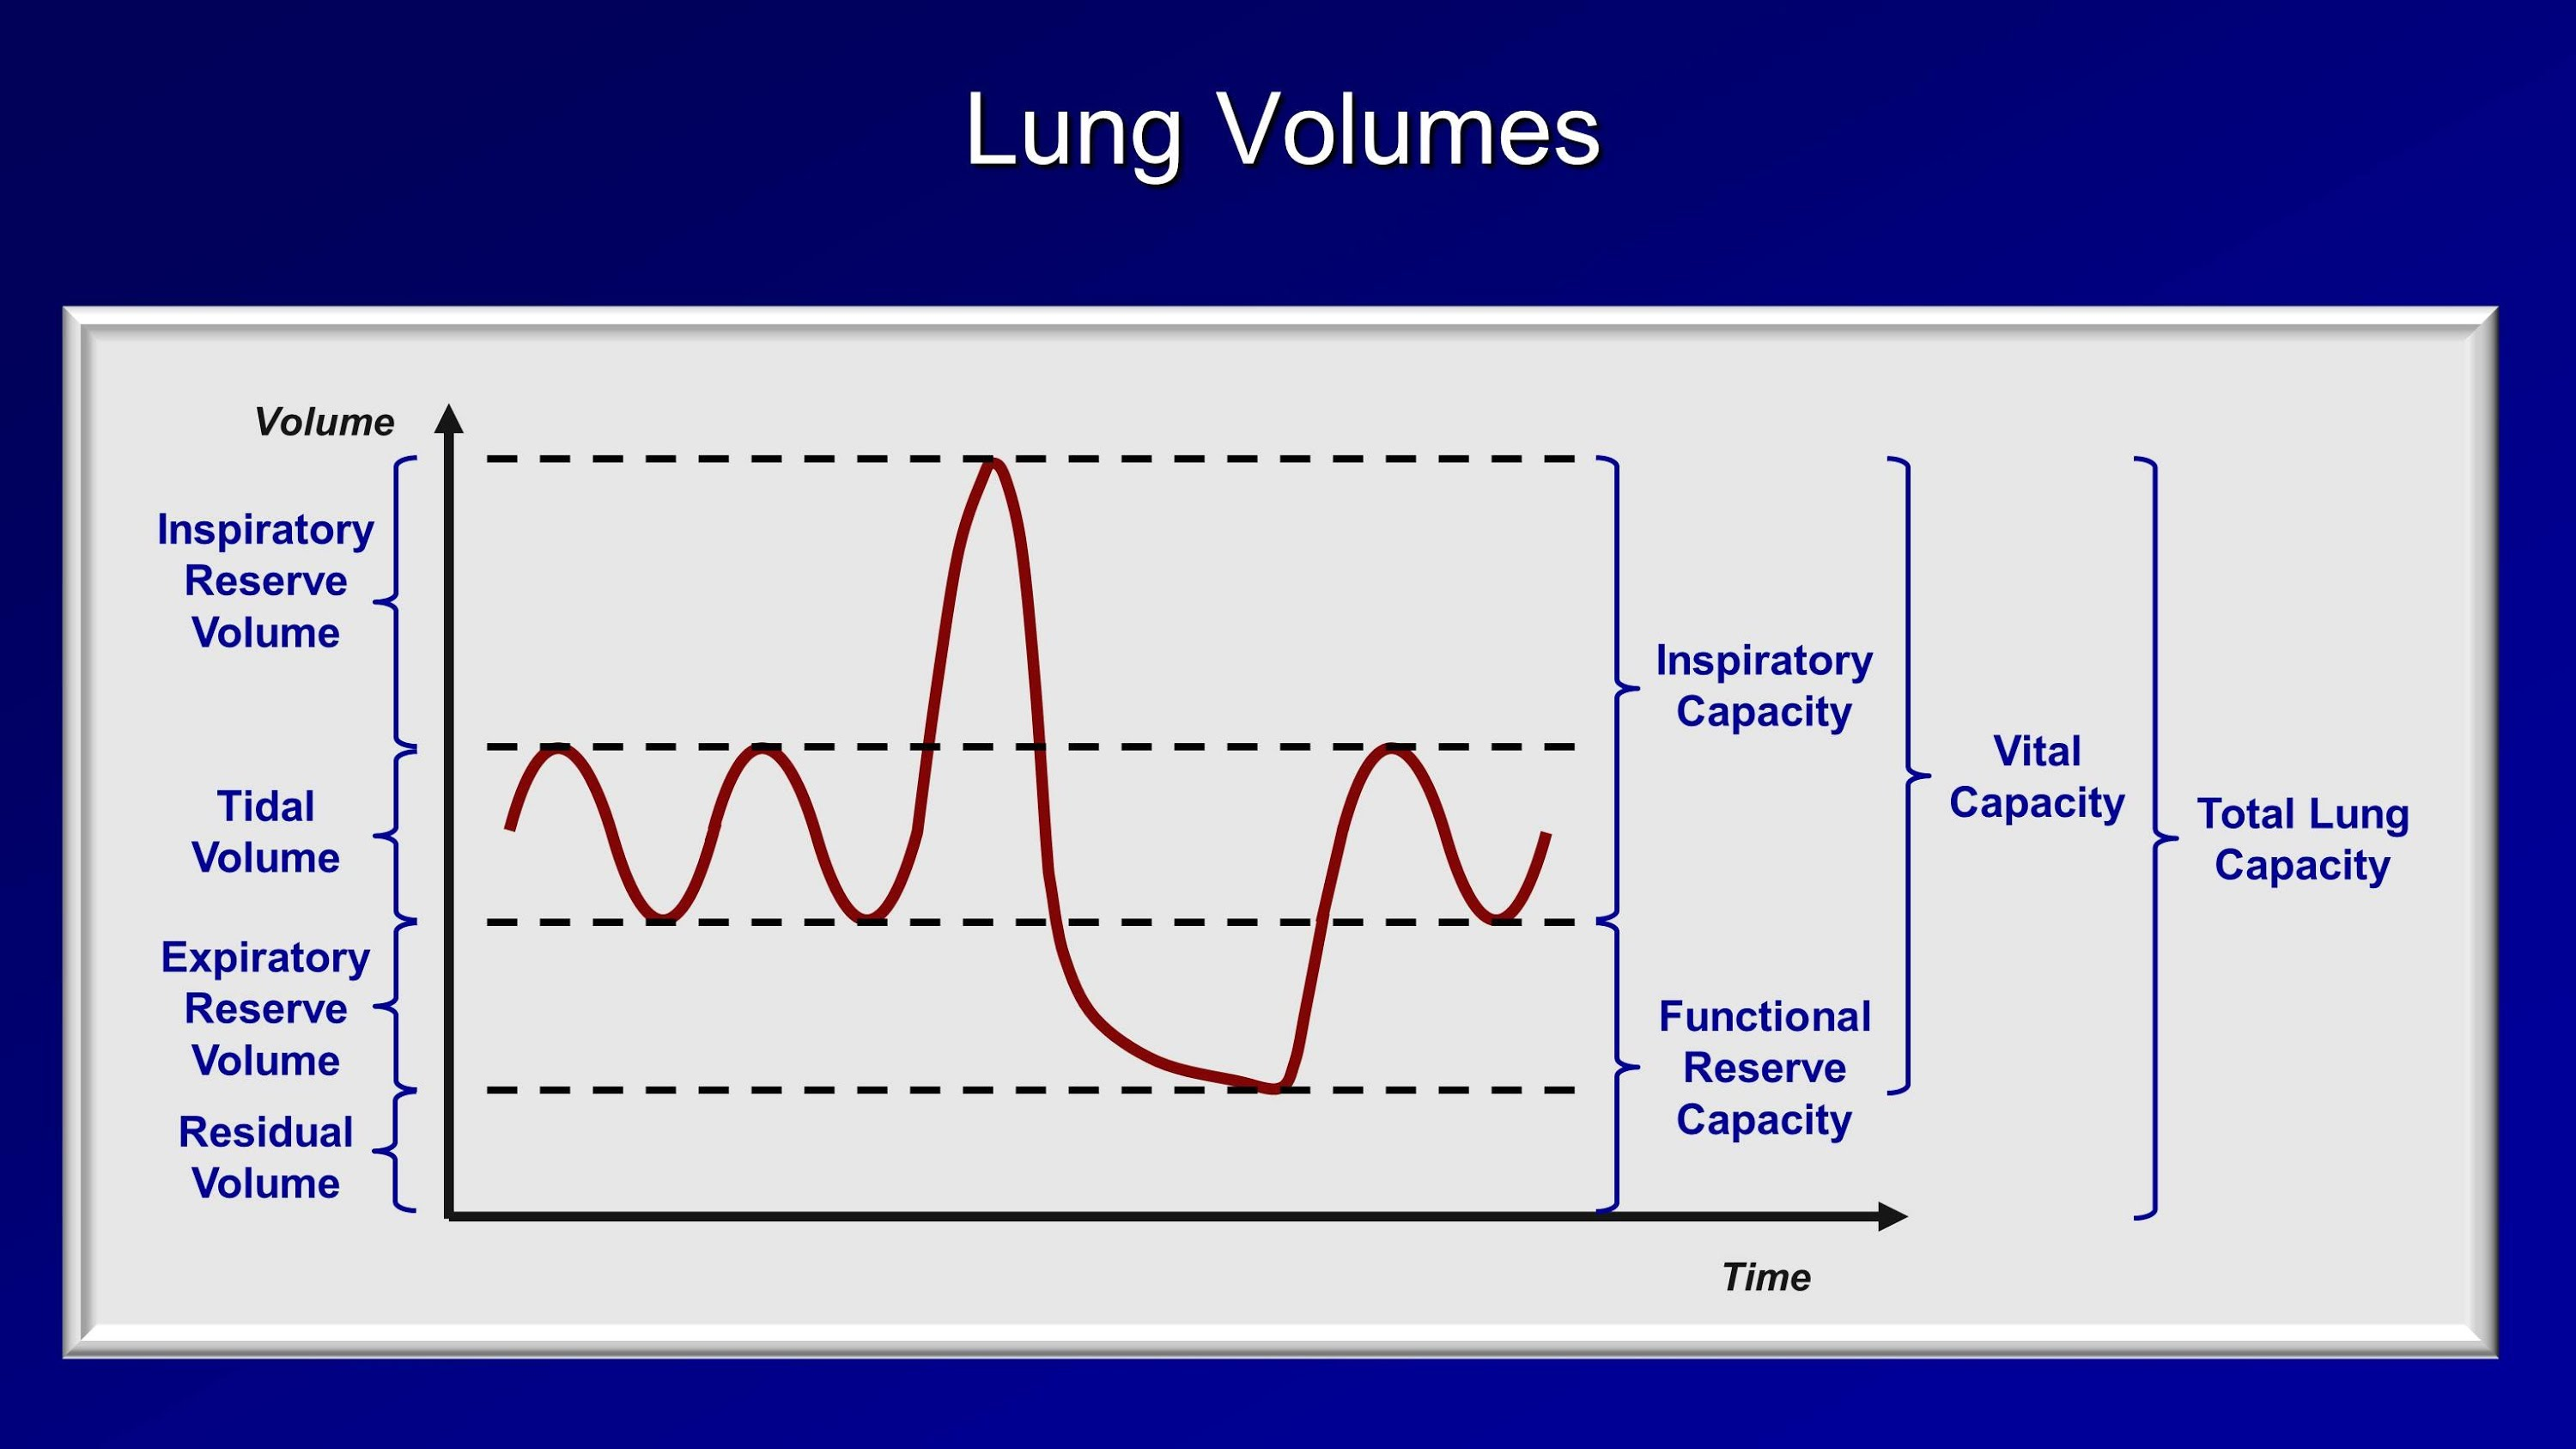 Lung Volumes
Volume
Inspiratory
Reserve
Volume
Tidal
Volume
Expiratory
Reserve
Volume
Residual
Volume
Inspiratory
Capacity
Functional
Reserve
Capacity
Vital
Capacity
Total Lung
Capacity
Time